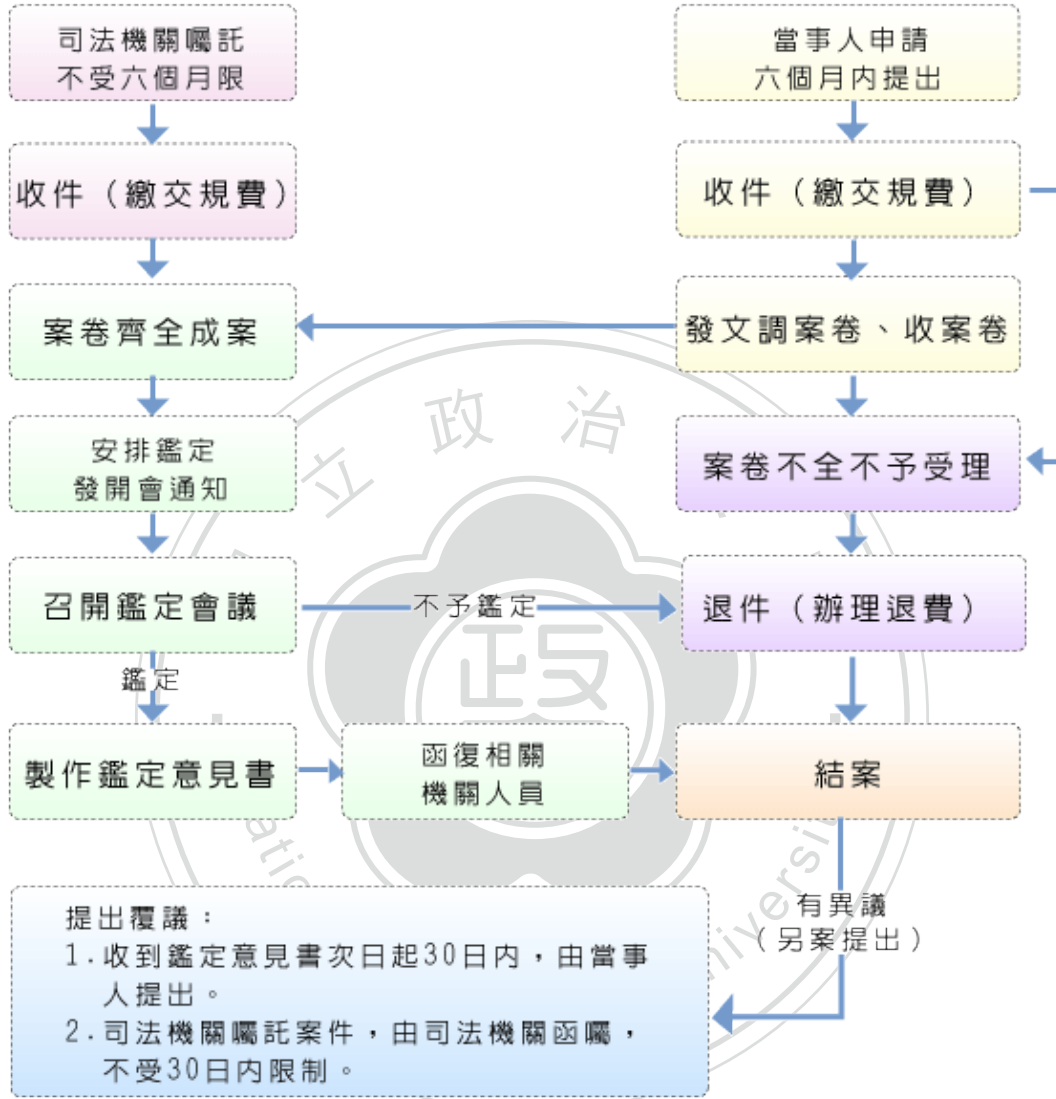 司法機關囑託
不受六個月限
當事人申請
六個月内提出
收件（繳交規費）
收件（繳交規費）
案卷齊全成案
發文調案卷、收案卷
安排鑑定
發開會通知
案卷不全不予受理
召開鑑定會議
不予鑑定
退件（辦理退費）
鑑定
製作鑑定意見書
函復相關
機關人員
結案
有異議
（另案提出）
提出覆議：
1.收到鑑定意見書次日起30日内，由當事
人提出。
2.司法機關囑託案件，由司法機關函囑，
不受30日内限制。
立 政 治
政